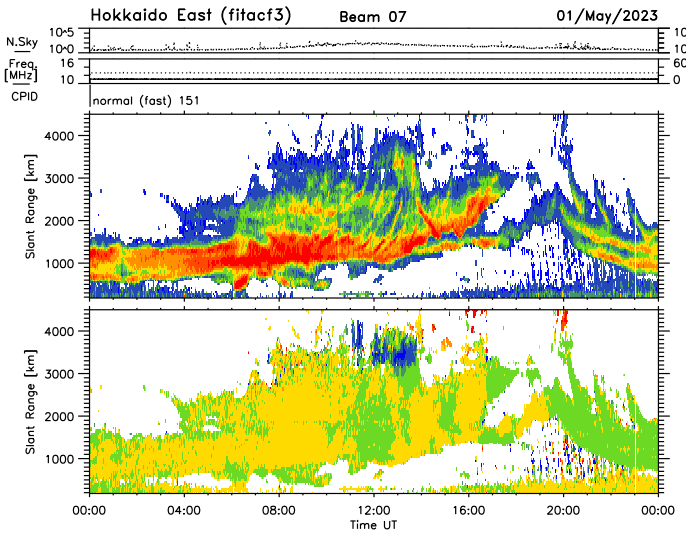 Hokkaido East (fitacf3) Beam 07 01/May/2023
10^5
N.Sky
10^0
Freq.
[MHz]
16 60
10 0
CPID
normal (fast) 151
4000
3000
2000
1000
Slant Range [km]
4000
3000
2000
1000
Slant Range [km]
00:00 04:00 08:00 12:00 16:00 20:00 00:00
Time UT